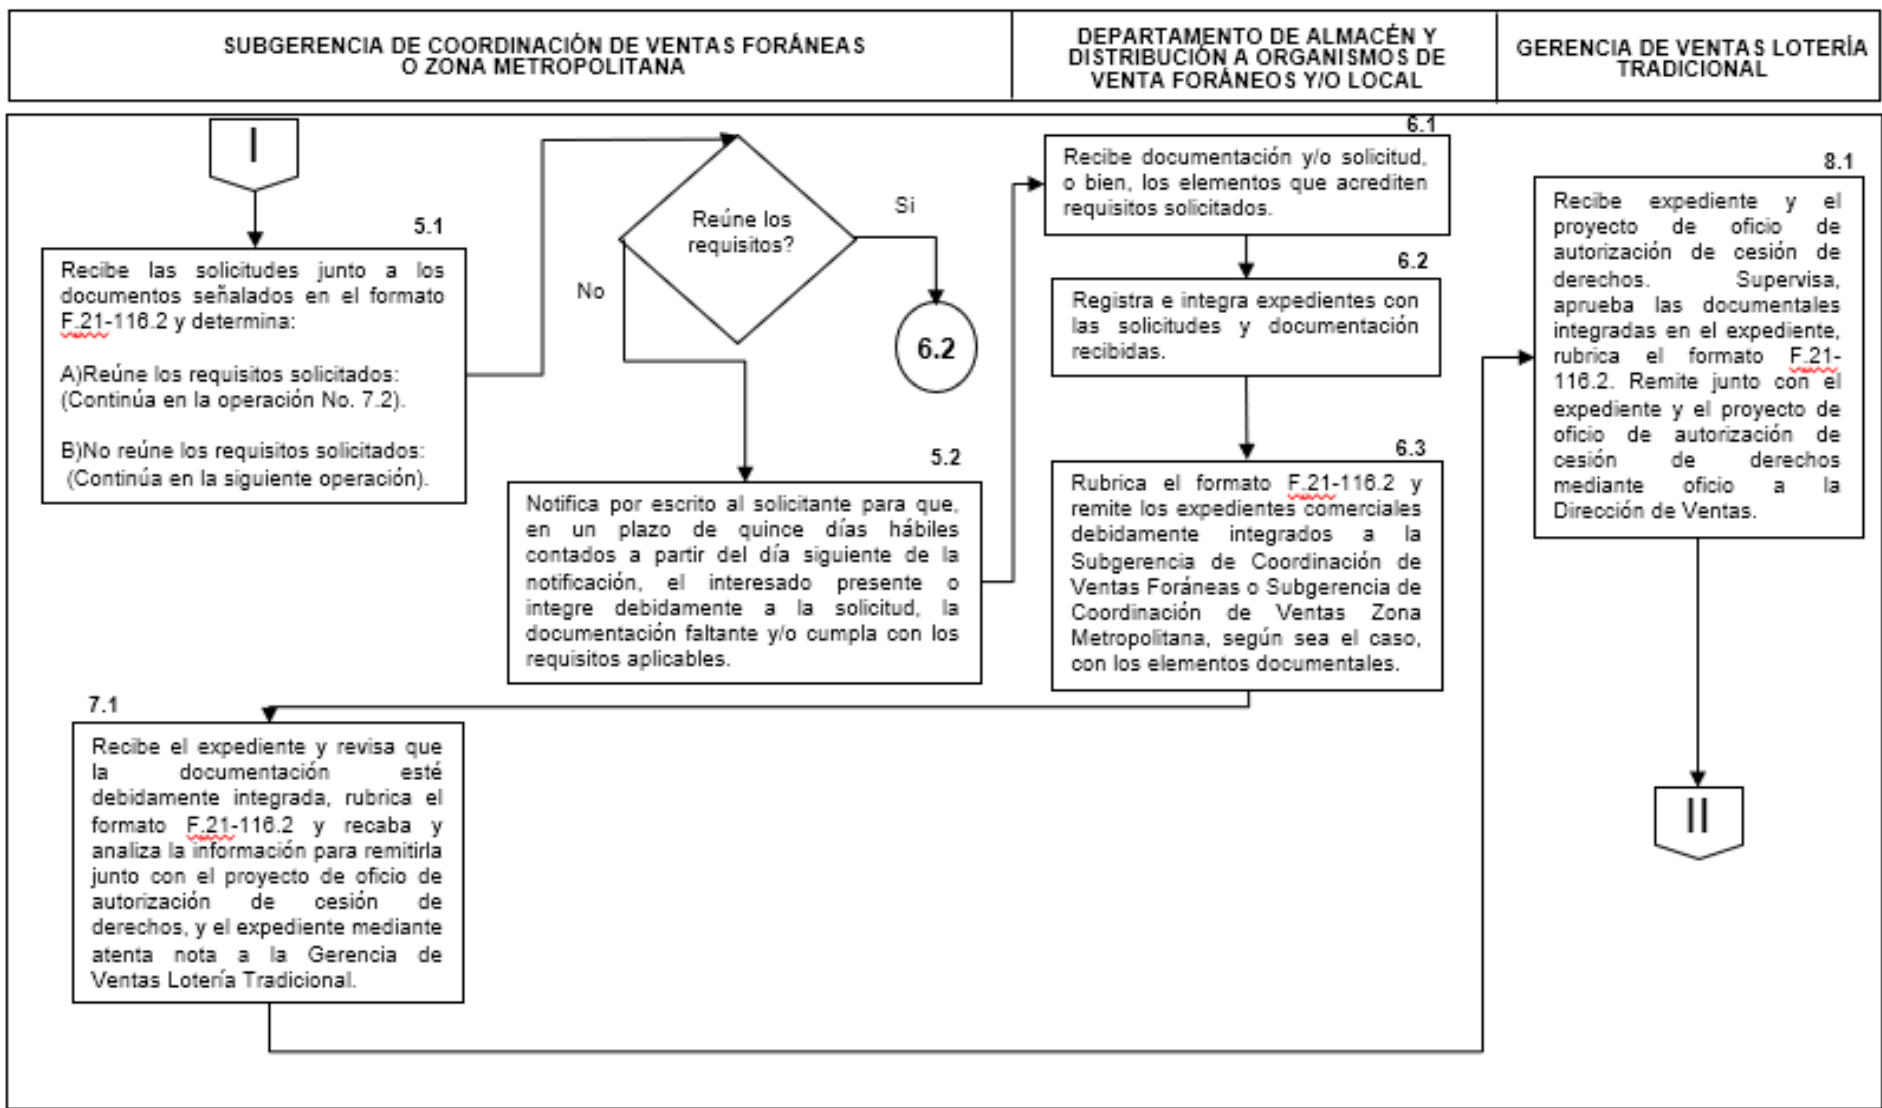 SUBGERENCIA DE COORDINACIÓN DE VENTAS FORÁNEAS
O ZONA METROPOLITANA
DEPARTAMENTO DE ALMACÉN Y
DISTRIBUCIÓN A ORGANISMOS DE
VENTA FORÁNEOS Y/O LOCAL
GERENCIA DE VENTAS LOTERÍA
TRADICIONAL
I
5.1
Recibe las solicitudes junto a los
documentos señalados en el formato
F.21-116.2 y determina:
A)Reúne los requisitos solicitados:
(Continúa en la operación No. 7.2).
B)No reúne los requisitos solicitados:
(Continúa en la siguiente operación).
Reúne los
requisitos?
Si
No
6.2
5.2
Notifica por escrito al solicitante para que,
en un plazo de quince días hábiles
contados a partir del día siguiente de la
notificación, el interesado presente o
integre debidamente a la solicitud, la
documentación faltante y/o cumpla con los
requisitos aplicables.
6.1
Recibe documentación y/o solicitud,
o bien, los elementos que acrediten
requisitos solicitados.
6.2
Registra e integra expedientes con
las solicitudes y documentación
recibidas.
6.3
Rubrica el formato F.21-116.2 y
remite los expedientes comerciales
debidamente integrados a la
Subgerencia de Coordinación de
Ventas Foráneas o Subgerencia de
Coordinación de Ventas Zona
Metropolitana, según sea el caso,
con los elementos documentales.
7.1
Recibe el expediente y revisa que
la documentación esté
debidamente integrada, rubrica el
formato F.21-116.2 y recaba y
analiza la información para remitirla
junto con el proyecto de oficio de
autorización de cesión de
derechos, y el expediente mediante
atenta nota a la Gerencia de
Ventas Lotería Tradicional.
8.1
Recibe expediente y el
proyecto de oficio de
autorización de cesión de
derechos. Supervisa,
aprueba las documentales
integradas en el expediente,
rubrica el formato F.21-
116.2. Remite junto con el
expediente y el proyecto de
oficio de autorización de
cesión de derechos
mediante oficio a la
Dirección de Ventas.
II